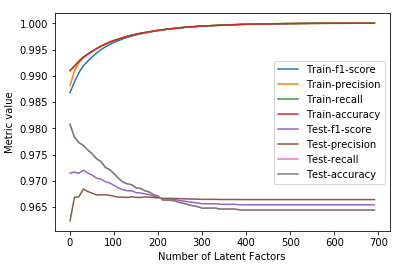 1.000
0.995
0.990
0.985
0.980
0.975
0.970
0.965
Metric value
0 100 200 300 400 500 600 700
Number of Latent Factors
Train-f1-score
Train-precision
Train-recall
Train-accuracy
Test-f1-score
Test-precision
Test-recall
Test-accuracy